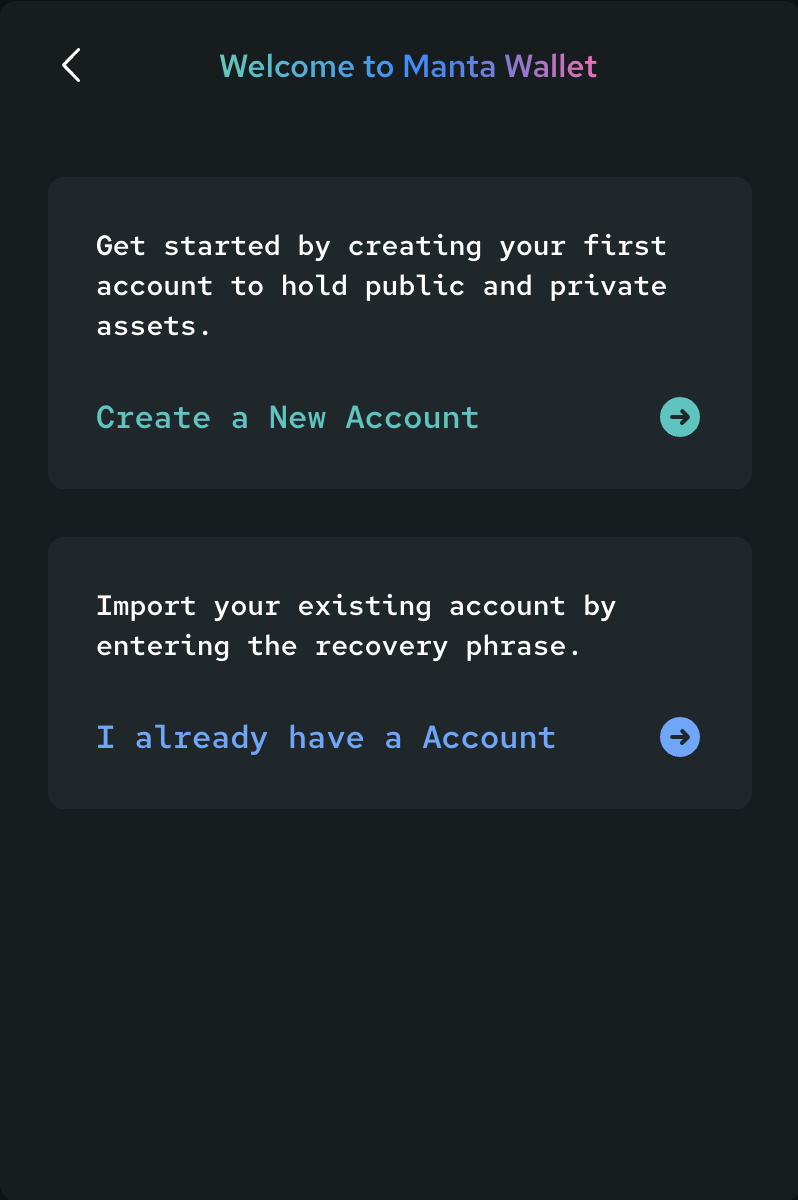 Welcome to Manta Wallet
Get started by creating your first
account to hold public and private
assets.
Create a New Account
Import your existing account by
entering the recovery phrase.
I already have a Account